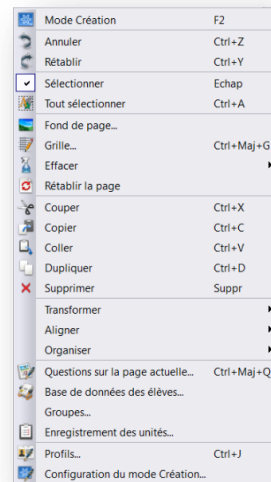 Mode Création F2
Annuler Ctrl+Z
Rétablir Ctrl+Y
Sélectionner Echap
Tout sélectionner Ctrl+A
Fond de page...
Grille... Ctrl+Maj+G
Effacer
Rétablir la page
Couper Ctrl+X
Copier Ctrl+C
Coller Ctrl+V
Dupliquer Ctrl+D
Supprimer Suppr
Transformer
Aligner
Organiser
Questions sur la page actuelle... Ctrl+Maj+Q
Base de données des élèves...
Groupes...
Enregistrement des unités...
Profils... Ctrl+J
Configuration du mode Création...